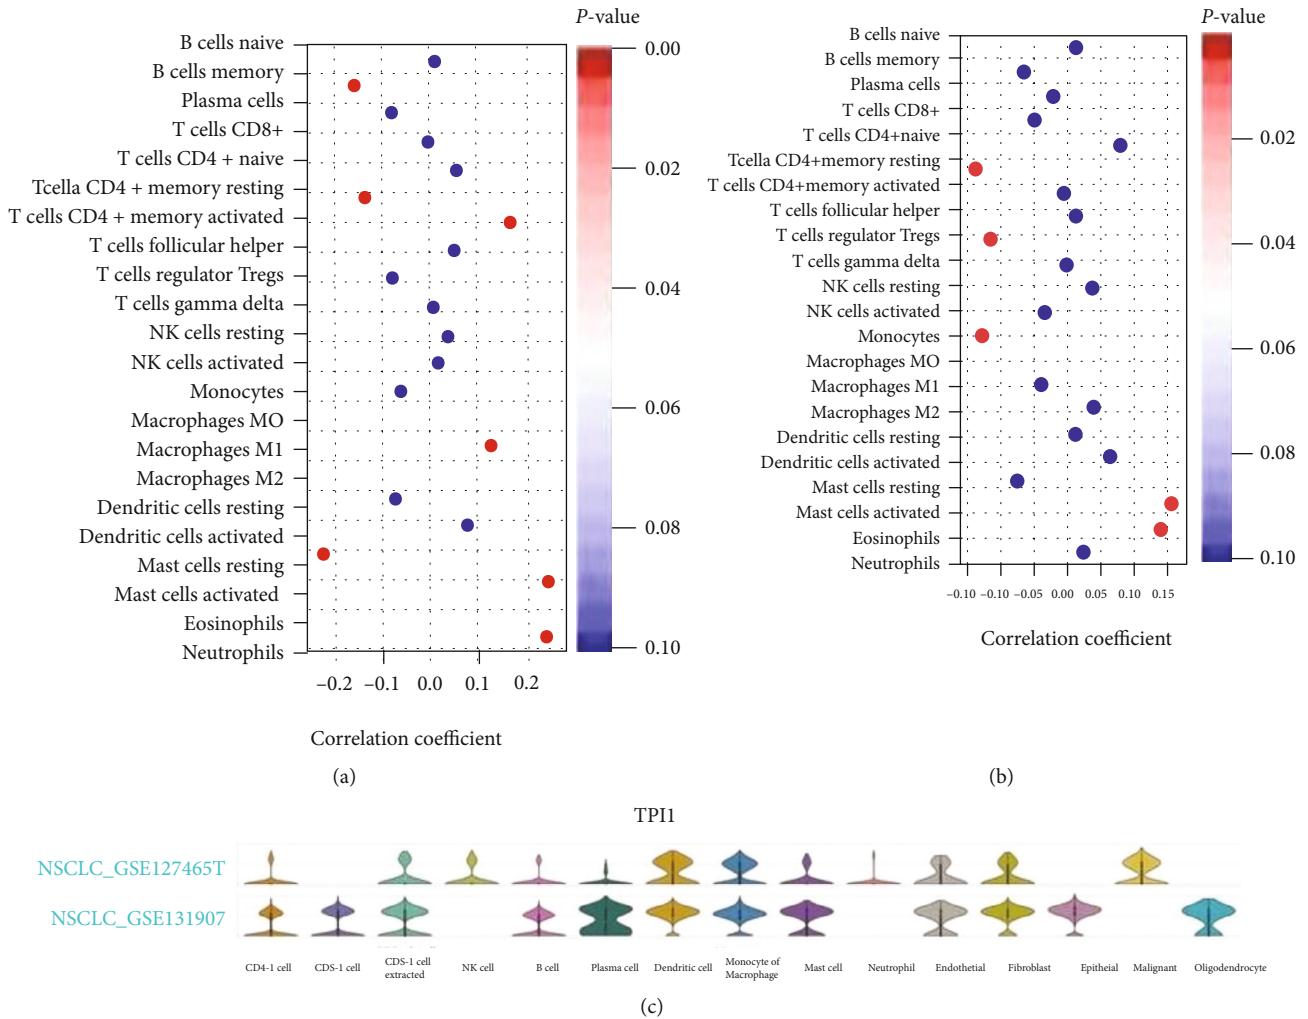 P-value
B cells naive
B cells memory
Plasma cells
T cells CD8+
T cells CD4 + naive
Tcella CD4 + memory resting
T cells CD4 + memory activated
T cells follicular helper
T cells regulator Tregs
T cells gamma delta
NK cells resting
NK cells activated
Monocytes
Macrophages MO
Macrophages M1
Macrophages M2
Dendritic cells resting
Dendritic cells activated
Mast cells resting
Mast cells activated
Eosinophils
Neutrophils
0.00
0.02
0.04
0.06
0.08
0.10
−0.2 −0.1 0.0 0.1 0.2
Correlation coefficient
(a)
P-value
B cells naive
B cells memory
Plasma cells
T cells CD8+
T cells CD4+naive
Tcella CD4+memory resting
T cells CD4+memory activated
T cells follicular helper
T cells regulator Tregs
T cells gamma delta
NK cells resting
NK cells activated
Monocytes
Macrophages MO
Macrophages M1
Macrophages M2
Dendritic cells resting
Dendritic cells activated
Mast cells resting
Mast cells activated
Eosinophils
Neutrophils
0.02
0.04
0.06
0.08
0.10
−0.10 −0.10 −0.05 0.00 0.05 0.10 0.15
Correlation coefficient
(b)
TPI1
NSCLC_GSE127465T
NSCLC_GSE131907
CD4-1 cell
CDS-1 cell
CDS-1 cell
extracted
NK cell
B cell
Plasma cell
Dendritic cell
Monocyte of
Macrophage
Mast cell
Neutrophil
Endothetial
Fibroblast
Epitheial
Malignant
Oligodendrocyte
(c)